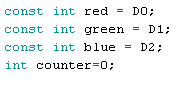 const int red = D0;
const int green = D1;
const int blue = D2;
int counter=0;